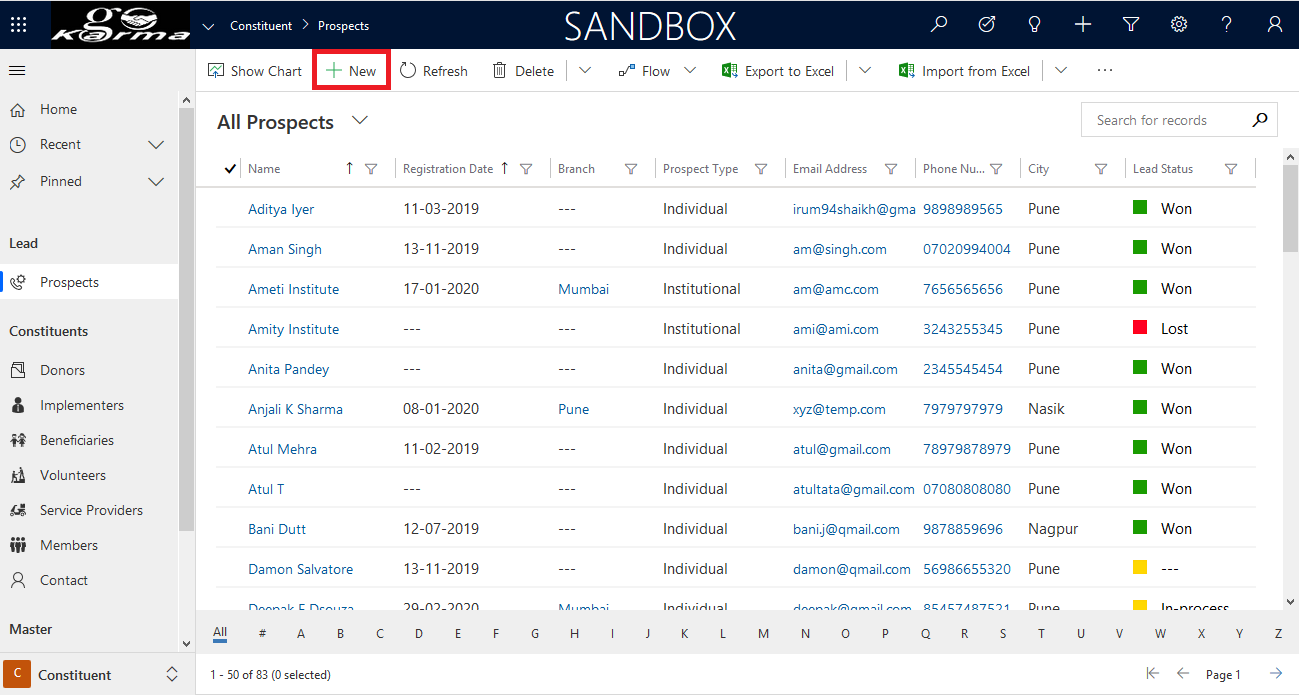 go karma
Constituent > Prospects
SANDBOX
?
Show Chart
New
Refresh
Delete
Flow
Export to Excel
Import from Excel
...
Home
Recent
Pinned
Lead
Prospects
Constituents
Donors
Implementers
Beneficiaries
Volunteers
Service Providers
Members
Contact
Master
C Constituent
All Prospects
Search for records
Name Registration Date Branch Prospect Type Email Address Phone Nu... City Lead Status
Aditya Iyer 11-03-2019 --- Individual irum94shaikh@gma 9898989565 Pune Won
Aman Singh 13-11-2019 --- Individual am@singh.com 07020994004 Pune Won
Ameti Institute 17-01-2020 Mumbai Institutional am@amc.com 7656565656 Pune Won
Amity Institute --- --- Institutional ami@ami.com 3243255345 Pune Lost
Anita Pandey --- --- Individual anita@gmail.com 2345545454 Pune Won
Anjali K Sharma 08-01-2020 Pune Individual xyz@temp.com 7979797979 Nasik Won
Atul Mehra 11-02-2019 --- Individual atul@gmail.com 78979878979 Pune Won
Atul T --- --- Individual atultata@gmail.com 07080808080 Pune Won
Bani Dutt 12-07-2019 --- Individual bani.j@qmail.com 9878859696 Nagpur Won
Damon Salvatore 13-11-2019 --- Individual damon@qmail.com 56986655320 Pune ---
Deepak F Dsouza 29-02-2020 Mumbai Individual deepak@gmail.com 85457487521 Pune In-process
All # A B C D E F G H I J K L M N O P Q R S T U V W X Y Z
1 - 50 of 83 (0 selected)
Page 1